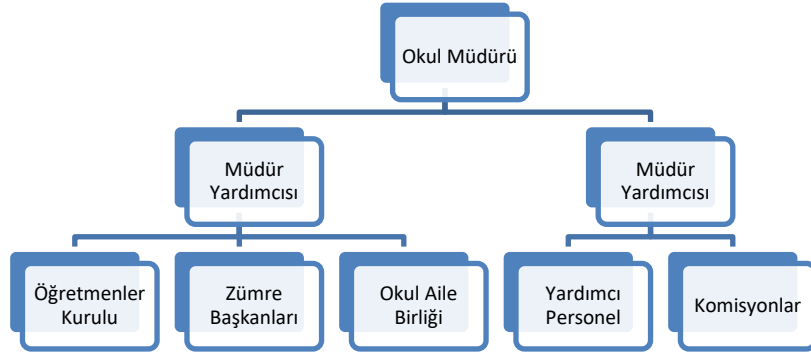 Okul Müdürü
Müdür
Yardımcısı
Müdür
Yardımcısı
Öğretmenler
Kurulu
Zümre
Başkanları
Okul Aile
Birliği
Yardımcı
Personel
Komisyonlar